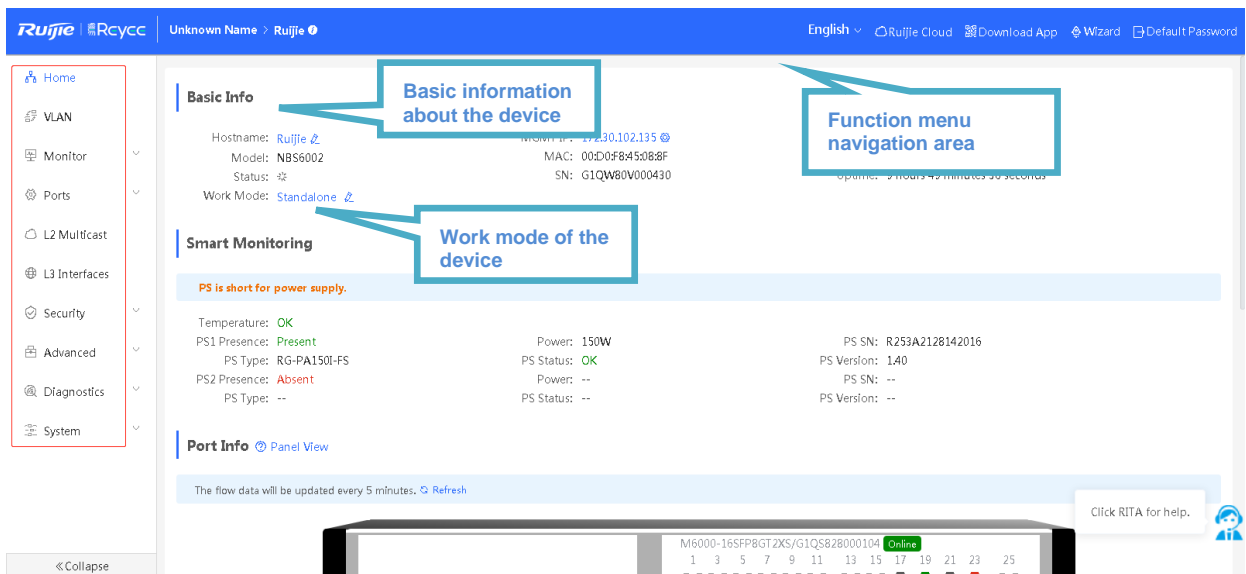 Ruijie | Rcycc
Unknown Name > Ruijie
English
Ruijie Cloud
Download App
Wizard
Default Password
Home
VLAN
Monitor
Ports
L2 Multicast
L3 Interfaces
Security
Advanced
Diagnostics
System
«Collapse
Basic Info
Basic information
about the device
Function menu
navigation area
Hostname: Ruijie
172.30.102.135
Model: NBS6002
MAC: 00:D0:F8:45:08:8F
Status:
SN: G1QW80V000430
Work Mode: Standalone
Work mode of the
device
Smart Monitoring
PS is short for power supply.
Temperature: OK
PS1 Presence: Present Power: 150W PS SN: R253A2128142016
PS Type: RG-PA150I-FS PS Status: OK PS Version: 1.40
PS2 Presence: Absent Power: -- PS SN: --
PS Type: -- PS Status: -- PS Version: --
Port Info Panel View
The flow data will be updated every 5 minutes. Refresh
Click RITA for help.
M6000-16SFP8GT2XS/G1QS828000104 Online
1 3 5 7 9 11 13 15 17 19 21 23 25